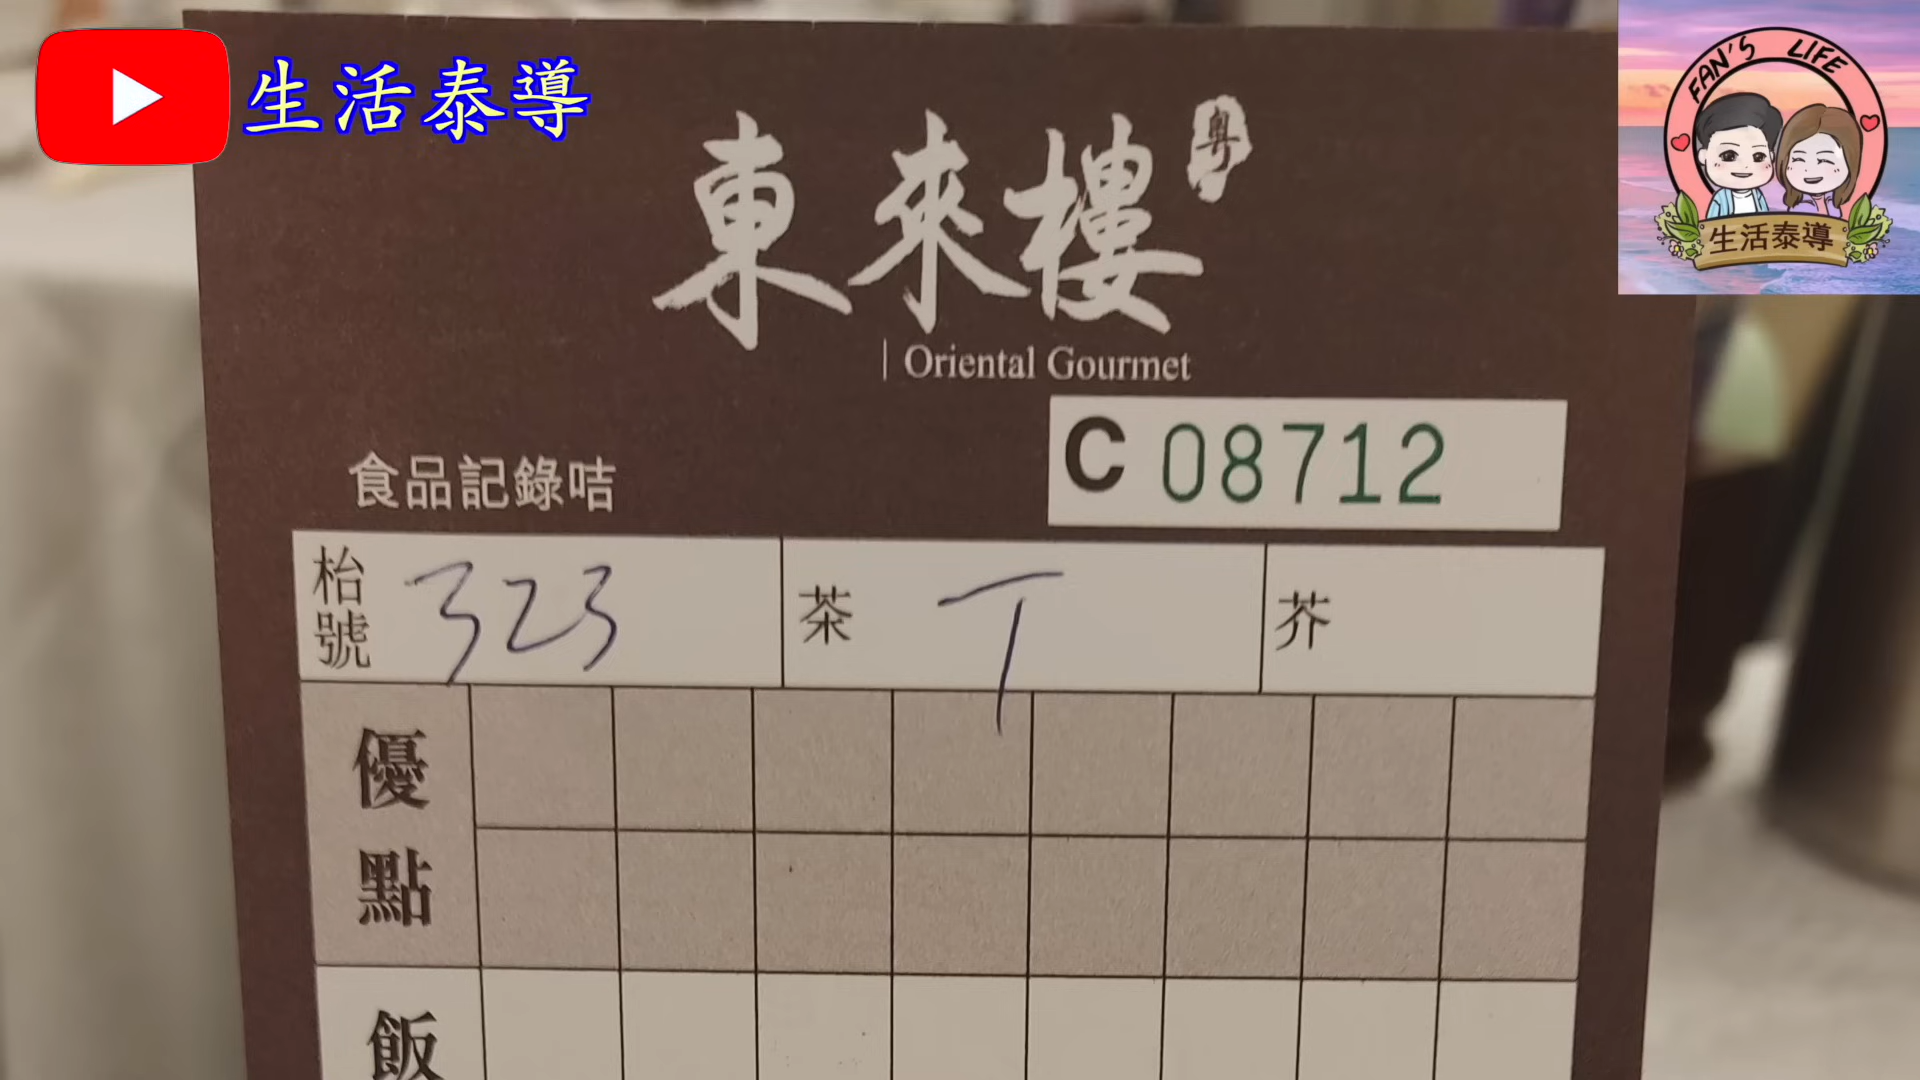 生活泰導
FAN'S LIFE
生活泰導
東來樓 粵
| Oriental Gourmet
C 08712
食品記錄咭
枱號 323 茶 T 芥
優點
飯